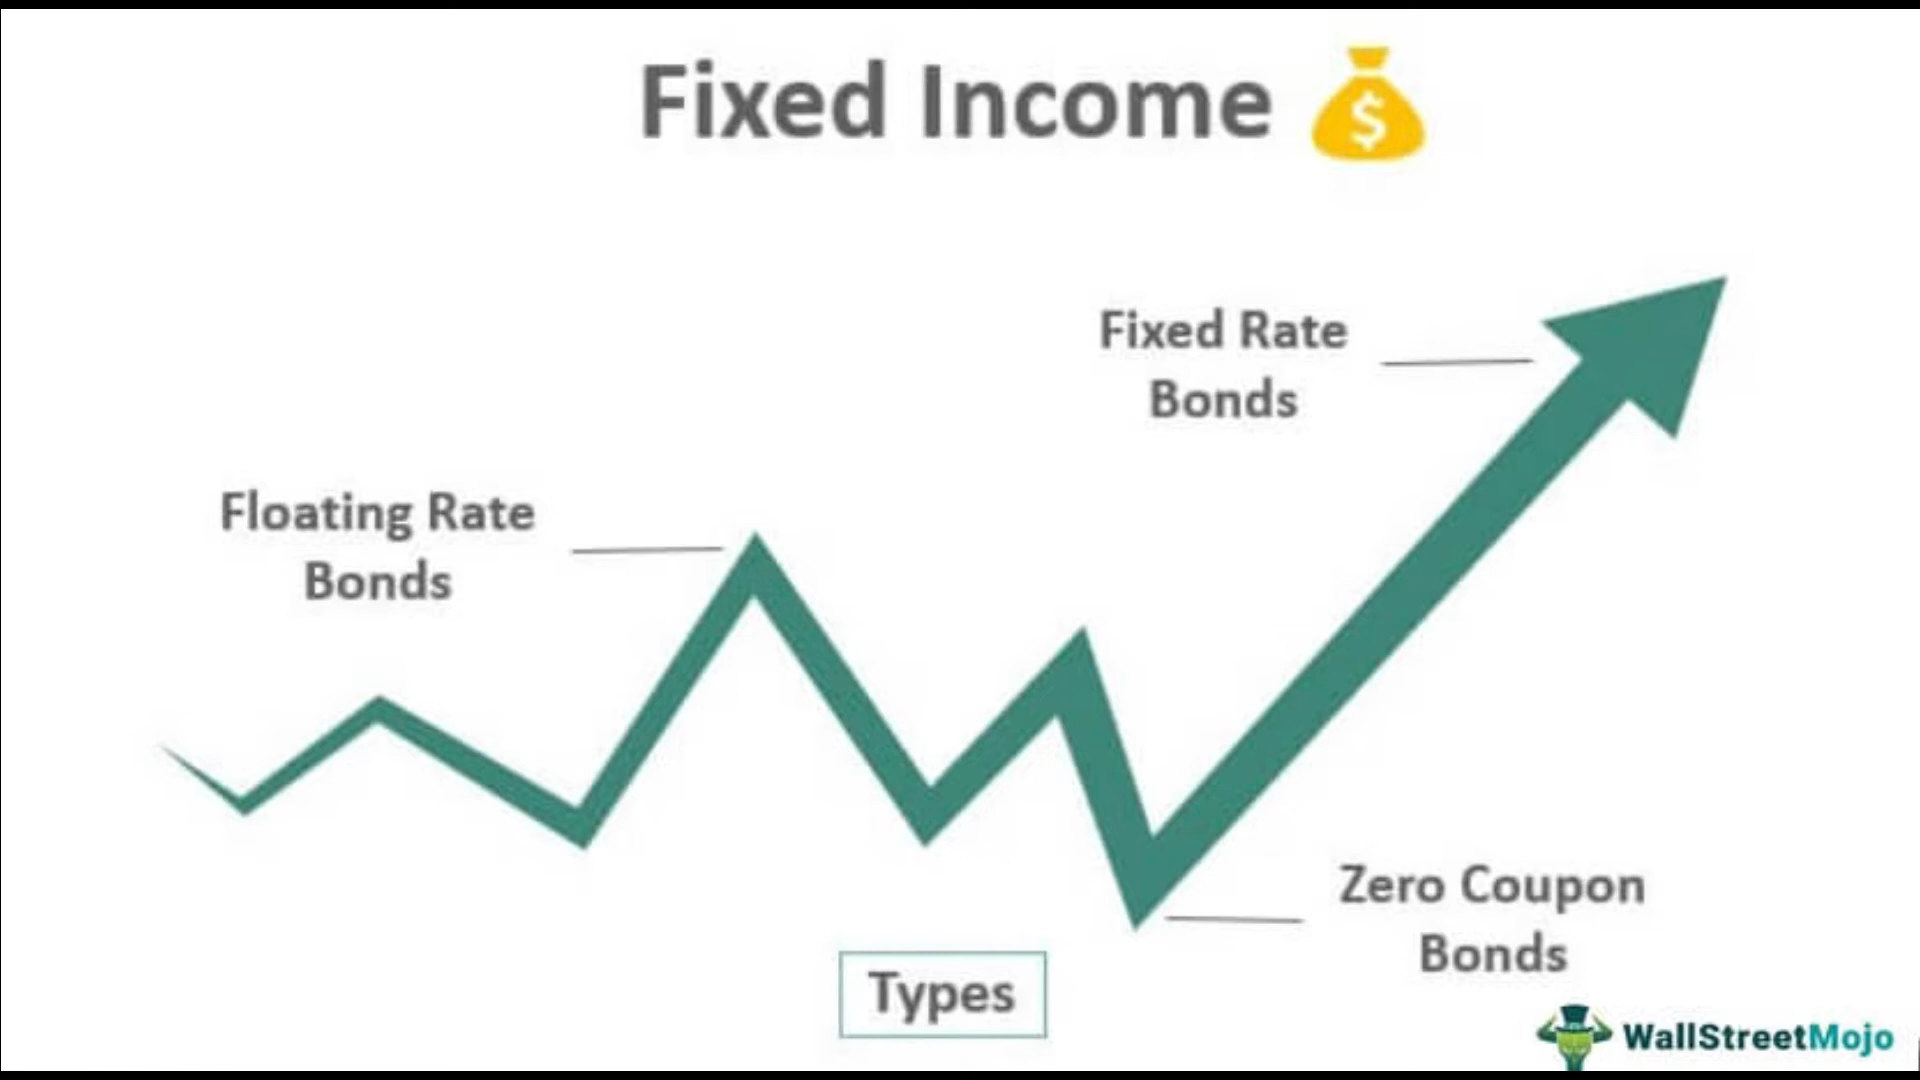 Fixed Income
$
Fixed Rate
Bonds
Floating Rate
Bonds
Zero Coupon
Bonds
Types
WallStreetMojo